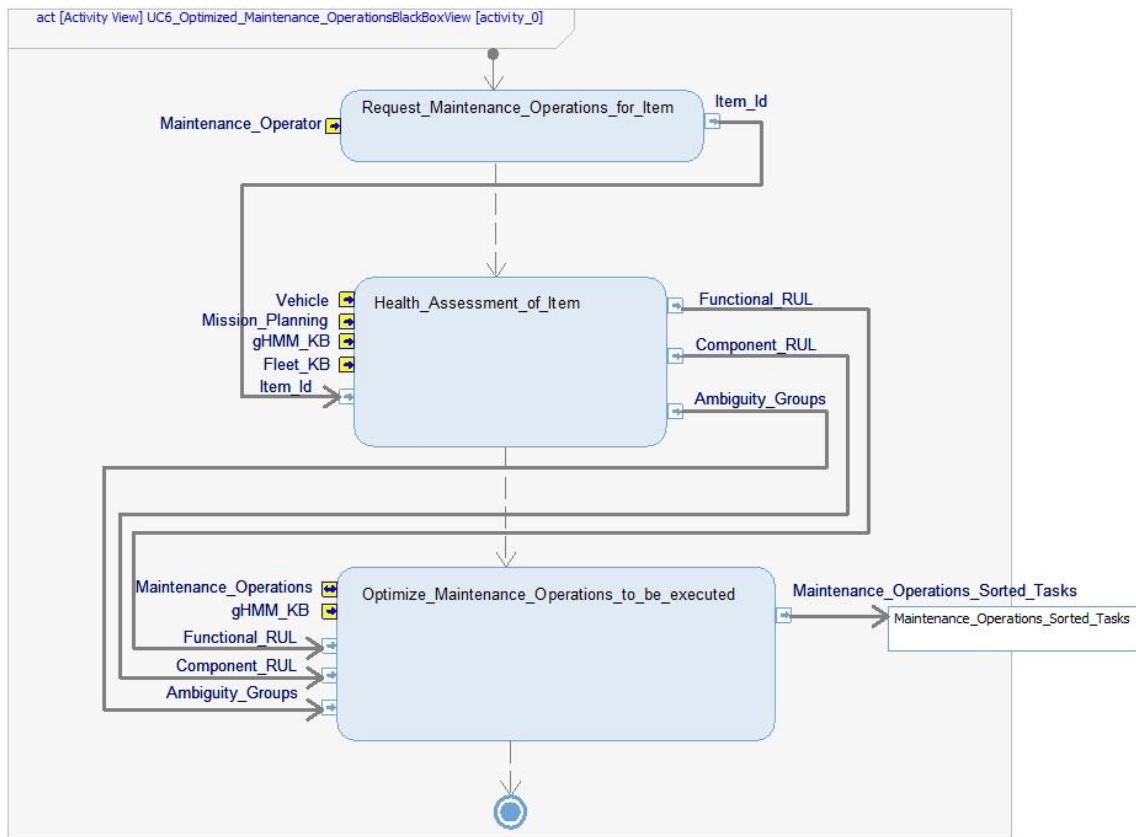 act [Activity View] UC6_Optimized_Maintenance_OperationsBlackBoxView [activity_0]
Request_Maintenance_Operations_for_Item
Item_Id
Maintenance_Operator
Vehicle
Health_Assessment_of_Item
Functional_RUL
Mission_Planning
gHMM_KB
Component_RUL
Fleet_KB
Item_Id
Ambiguity_Groups
Maintenance_Operations
Optimize_Maintenance_Operations_to_be_executed
Maintenance_Operations_Sorted_Tasks
gHMM_KB
Maintenance_Operations_Sorted_Tasks
Functional_RUL
Component_RUL
Ambiguity_Groups